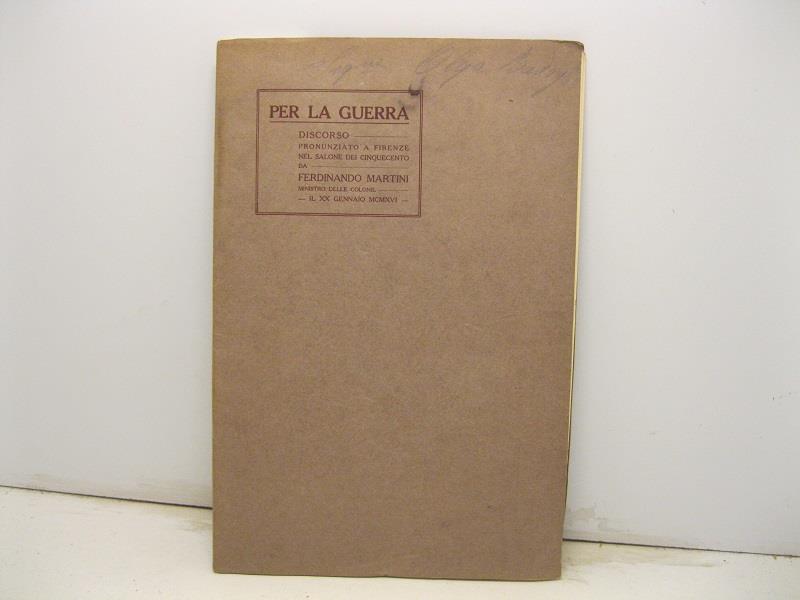 PER LA GUERRA
DISCORSO
PRONUNZIATO A FIRENZE
NEL SALONE DEI CINQUECENTO
DA
FERDINANDO MARTINI
MINISTRO DELLE COLONIE
— IL XX GENNAIO MCMXVI —